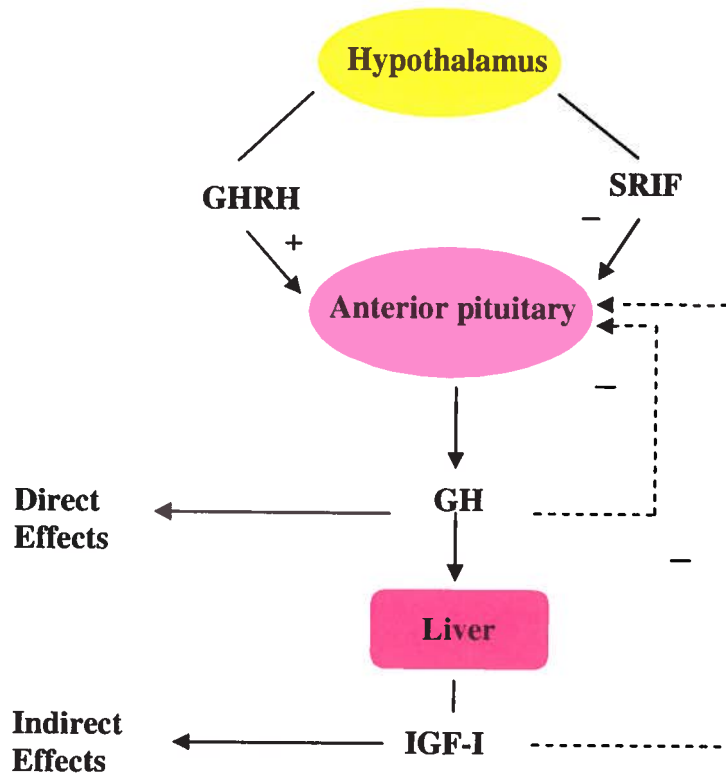 Hypothalamus
GHRH
SRIF
+
−
Anterior pituitary
−
GH
Direct
Effects
−
Liver
IGF-I
Indirect
Effects